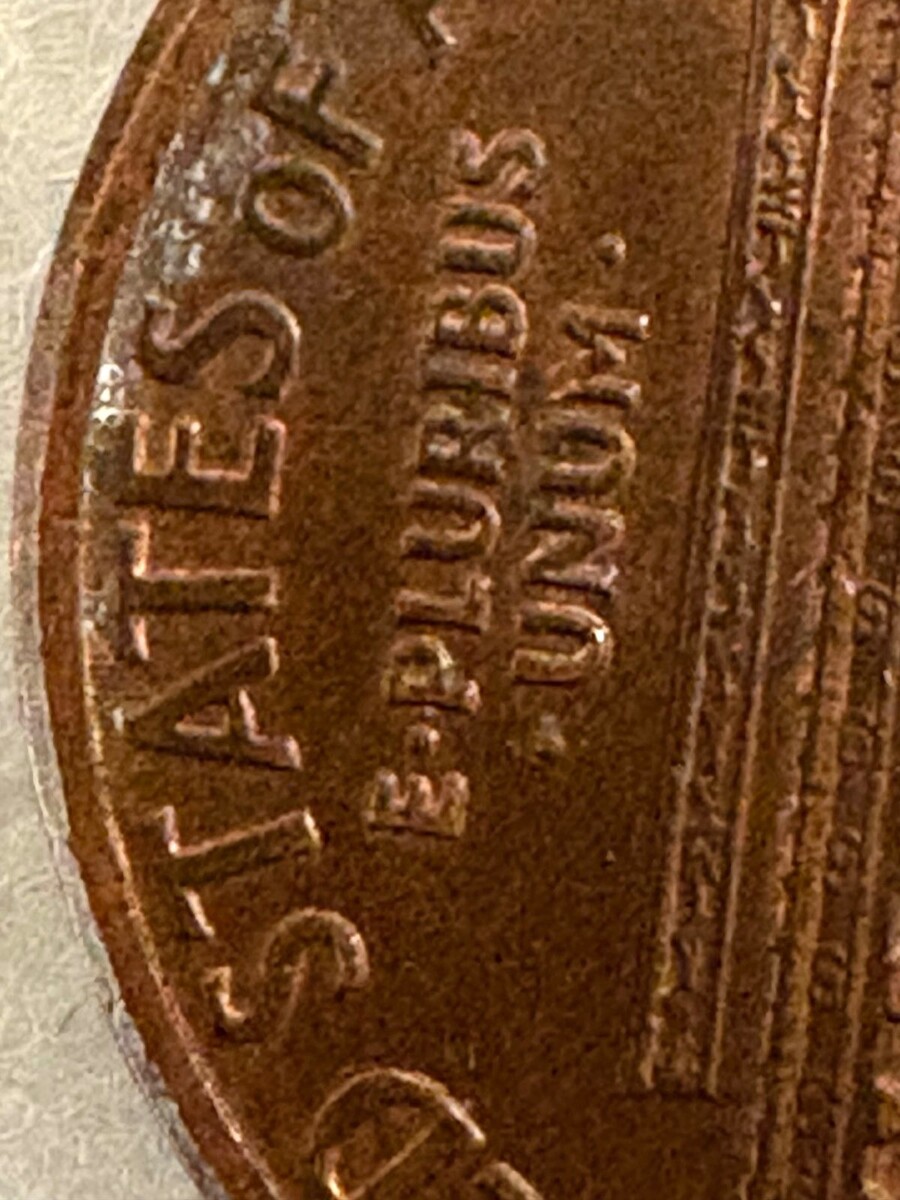 D STATES OF A
E·PLURIBUS
·UNUM·